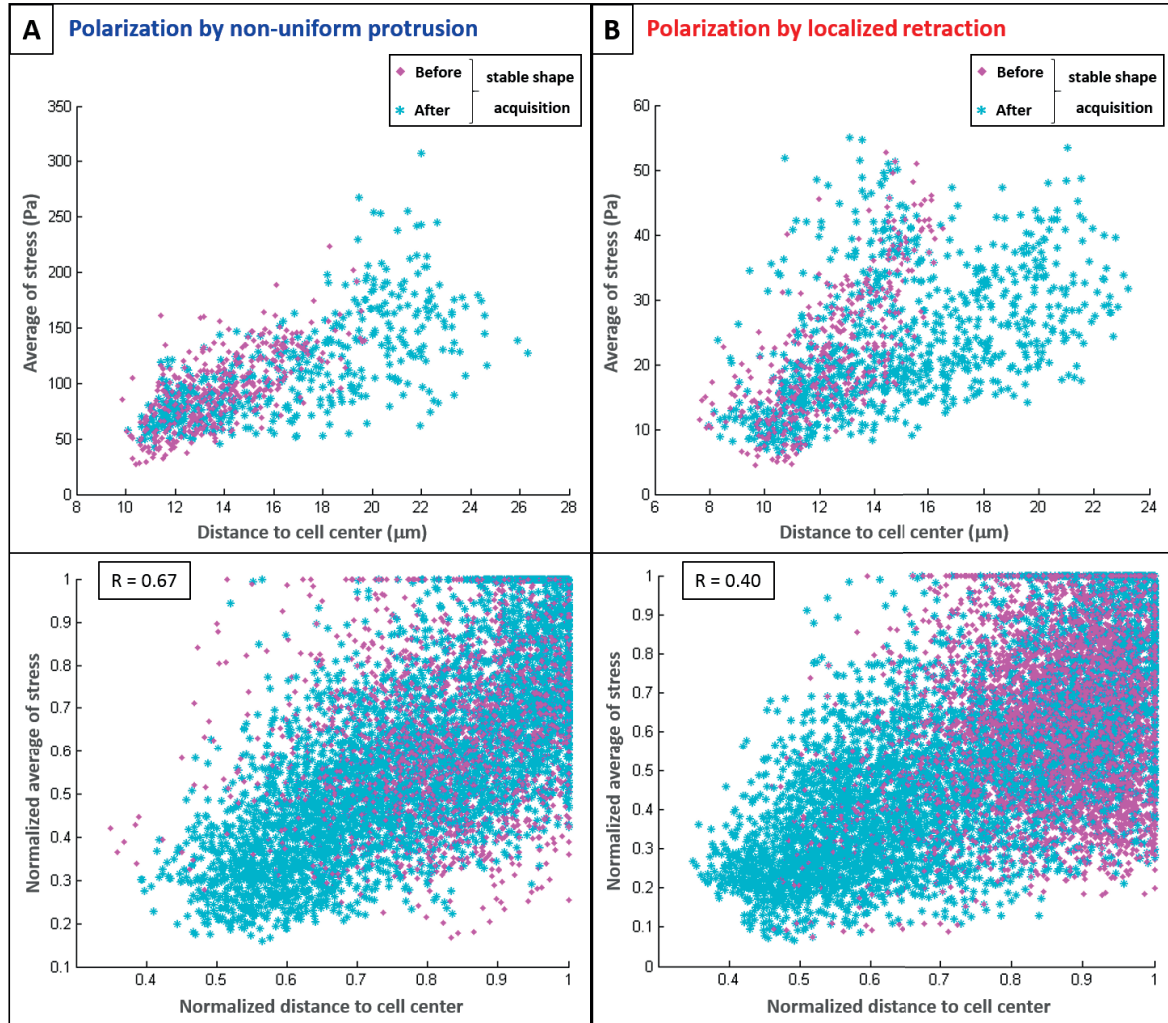 A Polarization by non-uniform protrusion
Before
After
stable shape
acquisition
350
300
250
200
150
100
50
0
Average of stress (Pa)
8 10 12 14 16 18 20 22 24 26 28
Distance to cell center (µm)
B Polarization by localized retraction
Before
After
stable shape
acquisition
60
50
40
30
20
10
0
Average of stress (Pa)
6 8 10 12 14 16 18 20 22 24
Distance to cell center (µm)
R = 0.67
1
0.9
0.8
0.7
0.6
0.5
0.4
0.3
0.2
0.1
Normalized average of stress
0.4 0.5 0.6 0.7 0.8 0.9 1
Normalized distance to cell center
R = 0.40
1
0.9
0.8
0.7
0.6
0.5
0.4
0.3
0.2
0.1
0
Normalized average of stress
0.4 0.5 0.6 0.7 0.8 0.9 1
Normalized distance to cell center